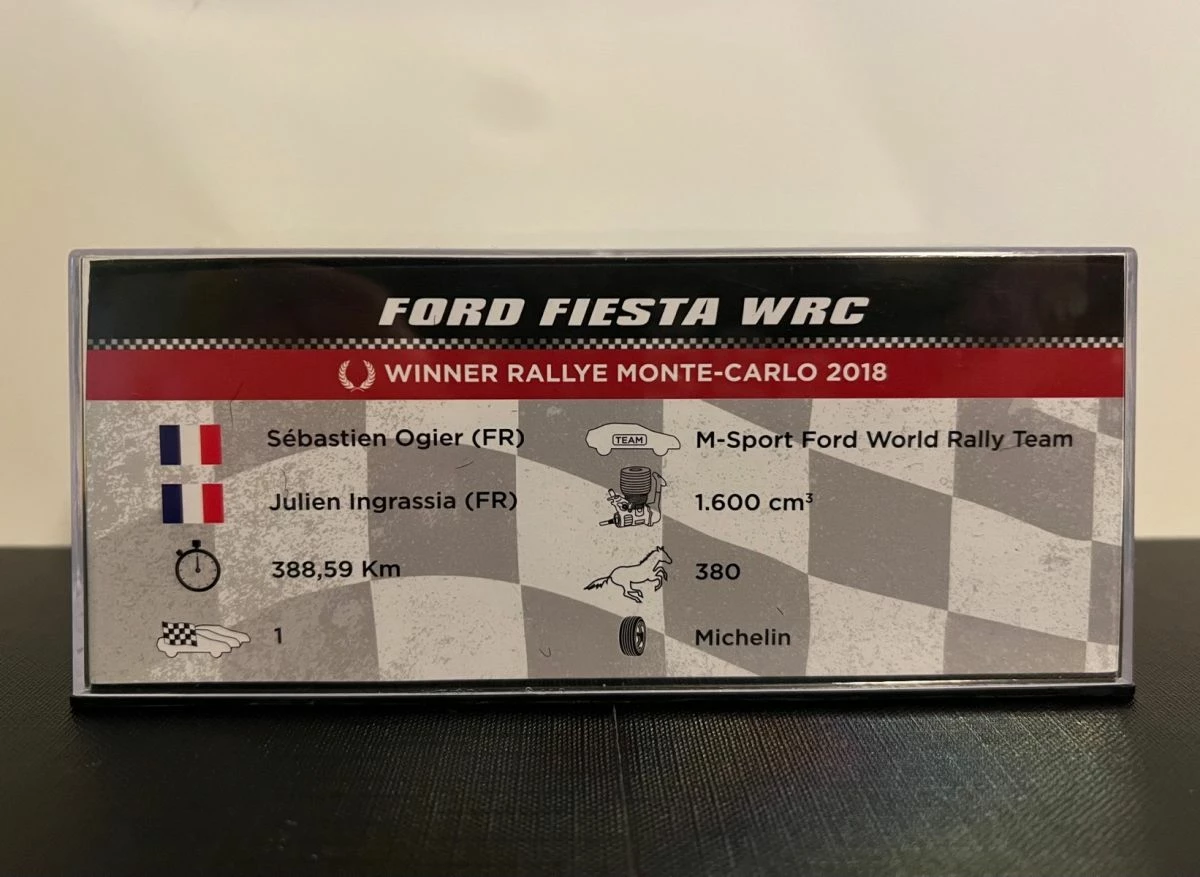 FORD FIESTA WRC
WINNER RALLYE MONTE-CARLO 2018
Sébastien Ogier (FR)
Julien Ingrassia (FR)
388,59 Km
1
TEAM
M-Sport Ford World Rally Team
1.600 cm³
380
Michelin